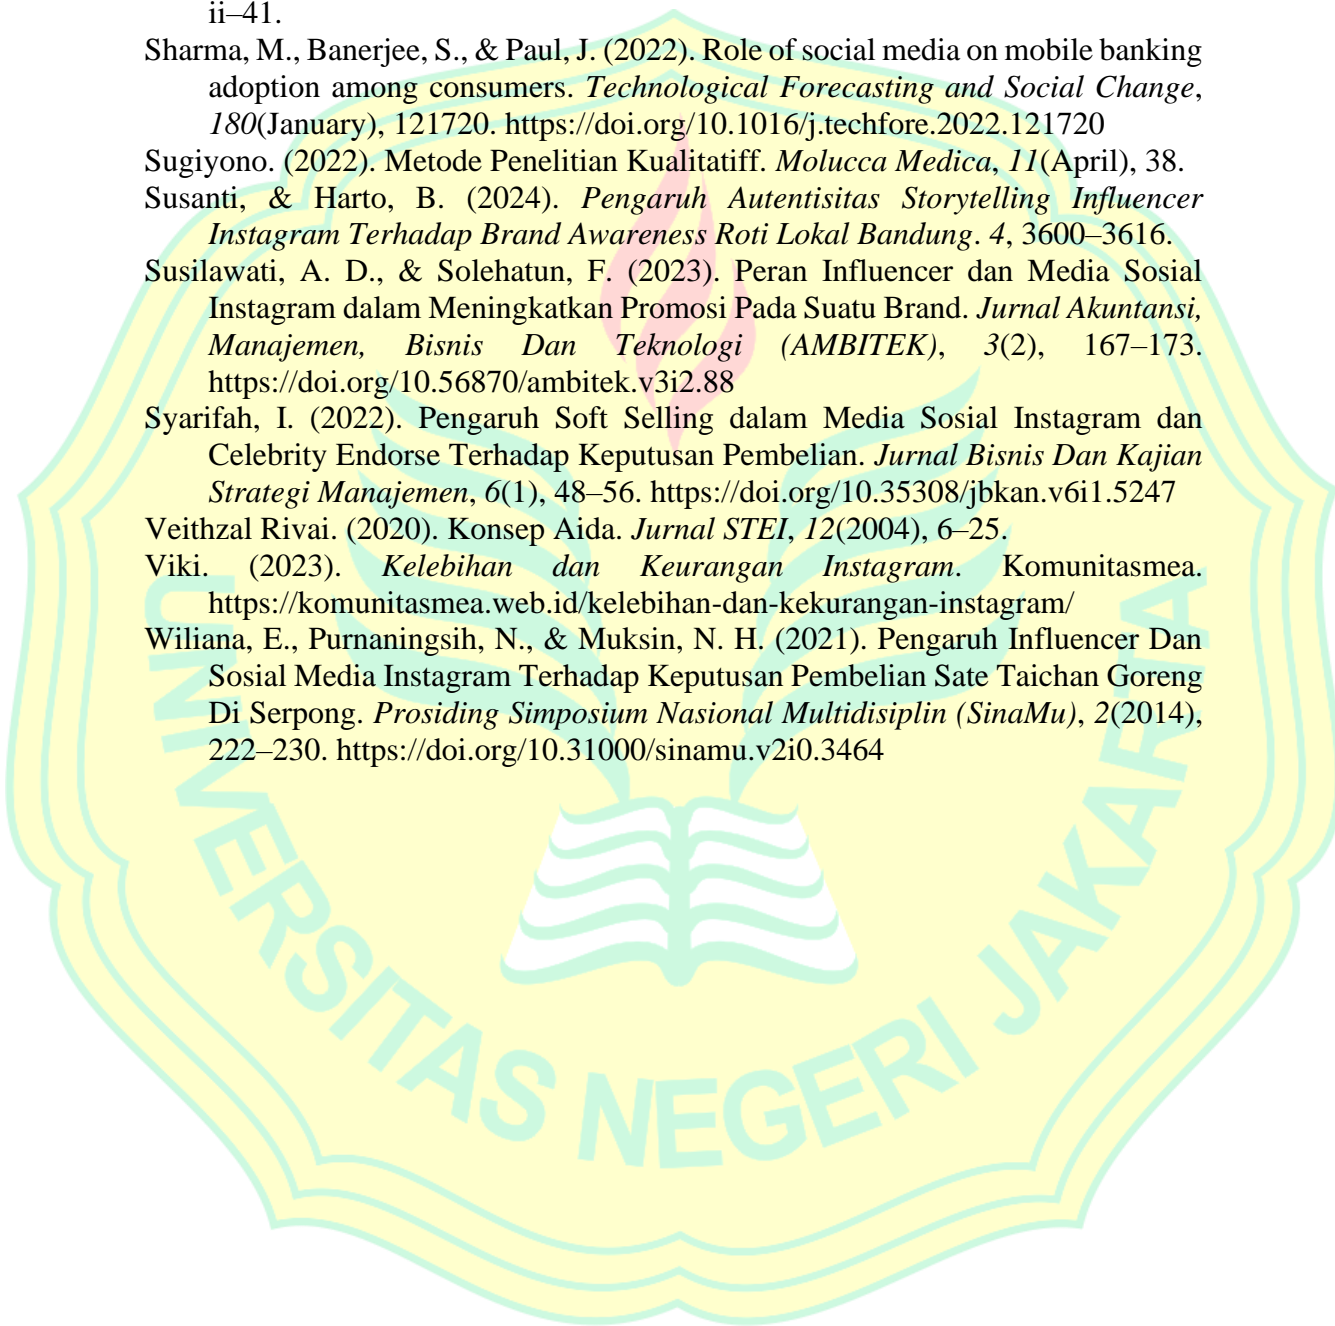 ii–41.
Sharma, M., Banerjee, S., & Paul, J. (2022). Role of social media on mobile banking
adoption among consumers. Technological Forecasting and Social Change,
180(January), 121720. https://doi.org/10.1016/j.techfore.2022.121720
Sugiyono. (2022). Metode Penelitian Kualitatiff. Molucca Medica, 11(April), 38.
Susanti, & Harto, B. (2024). Pengaruh Autentisitas Storytelling Influencer
Instagram Terhadap Brand Awareness Roti Lokal Bandung. 4, 3600–3616.
Susilawati, A. D., & Solehatun, F. (2023). Peran Influencer dan Media Sosial
Instagram dalam Meningkatkan Promosi Pada Suatu Brand. Jurnal Akuntansi,
Manajemen, Bisnis Dan Teknologi (AMBITEK), 3(2), 167–173.
https://doi.org/10.56870/ambitek.v3i2.88
Syarifah, I. (2022). Pengaruh Soft Selling dalam Media Sosial Instagram dan
Celebrity Endorse Terhadap Keputusan Pembelian. Jurnal Bisnis Dan Kajian
Strategi Manajemen, 6(1), 48–56. https://doi.org/10.35308/jbkan.v6i1.5247
Veithzal Rivai. (2020). Konsep Aida. Jurnal STEI, 12(2004), 6–25.
Viki. (2023). Kelebihan dan Keurangan Instagram. Komunitasmea.
https://komunitasmea.web.id/kelebihan-dan-kekurangan-instagram/
Wiliana, E., Purnaningsih, N., & Muksin, N. H. (2021). Pengaruh Influencer Dan
Sosial Media Instagram Terhadap Keputusan Pembelian Sate Taichan Goreng
Di Serpong. Prosiding Simposium Nasional Multidisiplin (SinaMu), 2(2014),
222–230. https://doi.org/10.31000/sinamu.v2i0.3464
UNIVERSITAS NEGERI JAKARTA